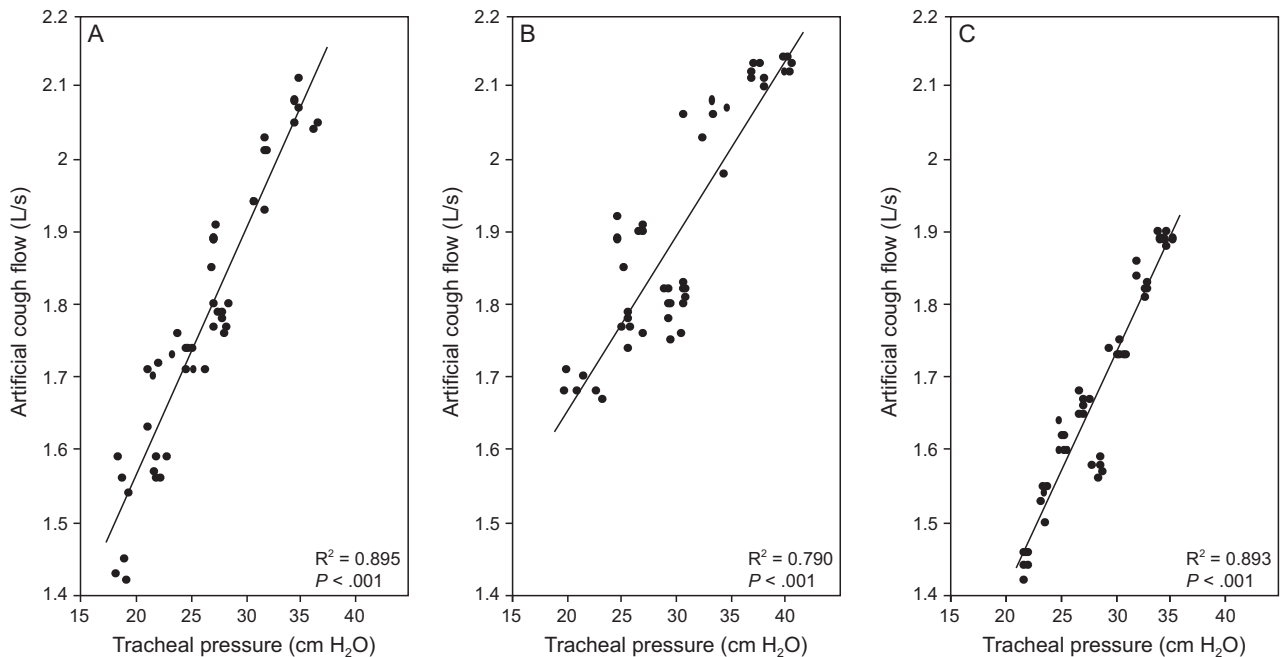 A
Artificial cough flow (L/s)
2.2
2.1
2
1.9
1.8
1.7
1.6
1.5
1.4
R² = 0.895
P < .001
15 20 25 30 35 40
Tracheal pressure (cm H₂O)
B
Artificial cough flow (L/s)
2.2
2.1
2
1.9
1.8
1.7
1.6
1.5
1.4
R² = 0.790
P < .001
15 20 25 30 35 40
Tracheal pressure (cm H₂O)
C
Artificial cough flow (L/s)
2.2
2.1
2
1.9
1.8
1.7
1.6
1.5
1.4
R² = 0.893
P < .001
15 20 25 30 35 40
Tracheal pressure (cm H₂O)